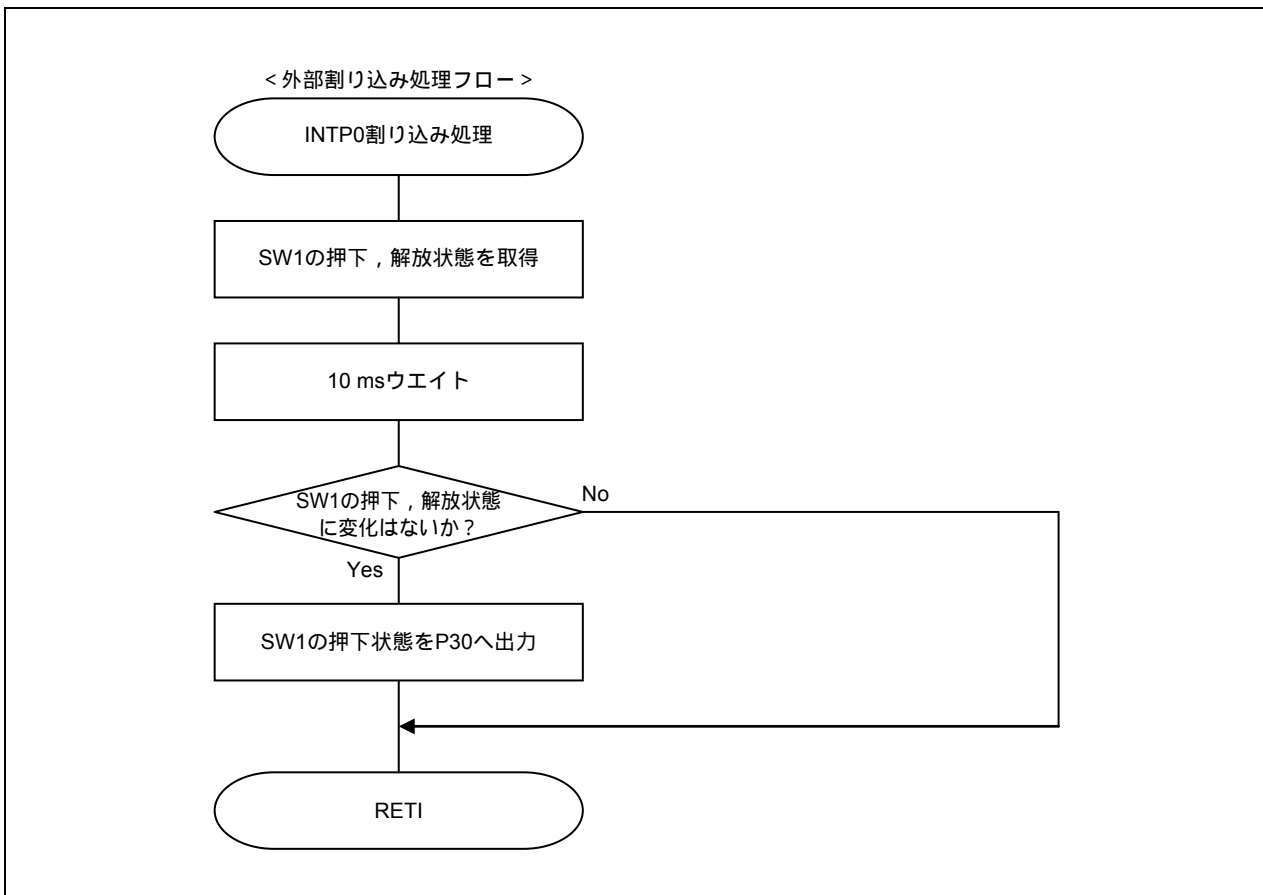 <外部割り込み処理フロー>
INTP0割り込み処理
SW1の押下，解放状態を取得
10 msウエイト
SW1の押下，解放状態
に変化はないか？
No
Yes
SW1の押下状態をP30へ出力
RETI